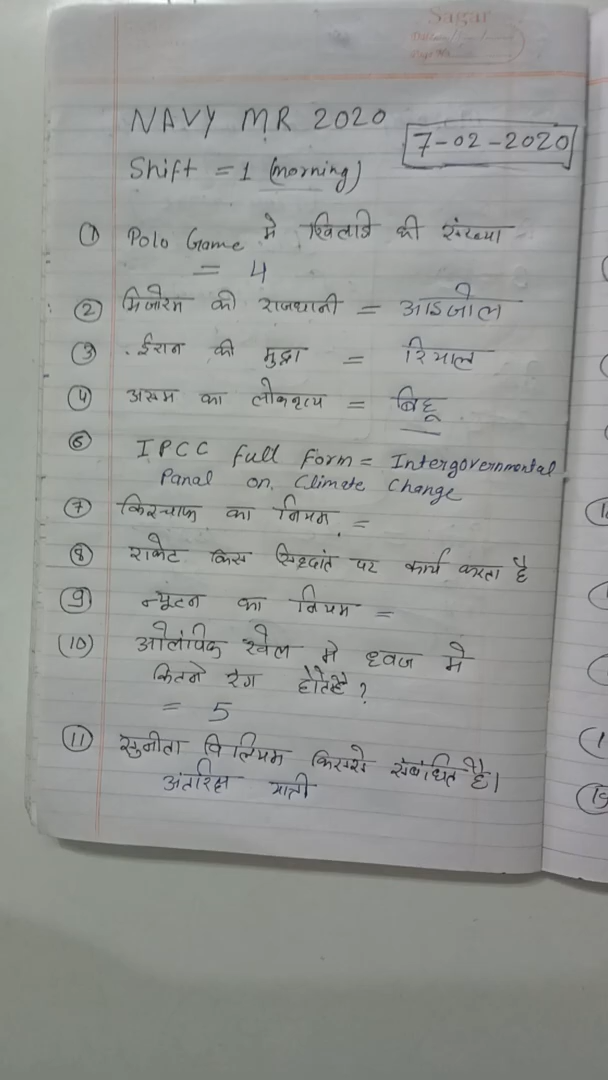 Sagar
NAVY MR 2020
7-02-2020
Shift = 1 (morning)
① Polo Game मे खिलाडी की संख्या
= 4
② मिजोरम की राजधानी = आइजोल
③ ईरान की मुद्रा = रियाल
④ असम का लोकनृत्य = बिहू
⑥ IPCC full form = Intergovernmental
Panal on Climate Change
⑦ किरचाफ का नियम =
⑧ राकेट किस सिद्दांत पर कार्य करता है
⑨ न्यूटन का नियम =
(10) ओलंपिक खेल मे ध्वज मे
कितने रंग होते है ?
= 5
⑪ सुनीता विलियम किससे संबंधित है।
अंतरिक्ष यात्री